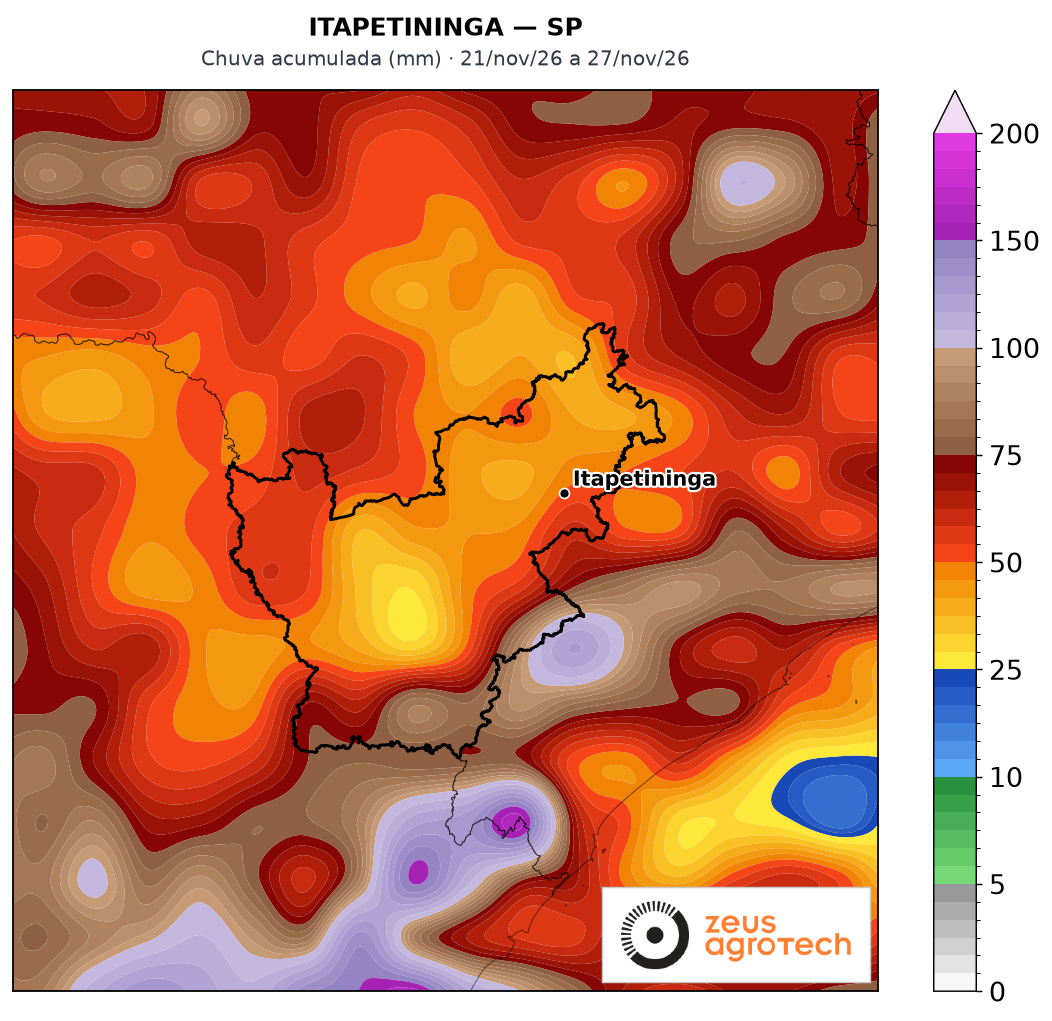 ITAPETININGA — SP
Chuva acumulada (mm) · 21/nov/26 a 27/nov/26
Itapetininga
200
150
100
75
50
25
10
5
0
zeus
agrotech